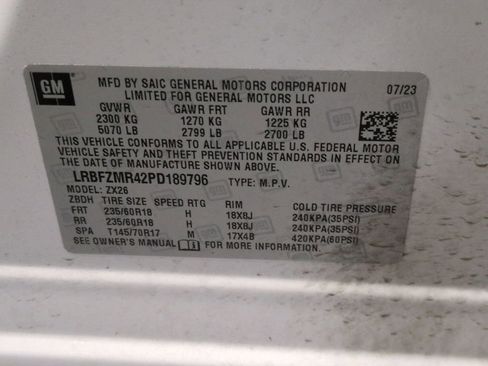 GM
MFD BY SAIC GENERAL MOTORS CORPORATION 07/23
LIMITED FOR GENERAL MOTORS LLC
GVWR GAWR FRT GAWR RR
2300 KG 1270 KG 1225 KG
5070 LB 2799 LB 2700 LB
THIS VEHICLE CONFORMS TO ALL APPLICABLE U.S. FEDERAL MOTOR
VEHICLE SAFETY AND THEFT PREVENTION STANDARDS IN EFFECT ON
THE DATE OF MANUFACTURE SHOWN ABOVE.
LRBFZMR42PD189796 TYPE: M.P.V.
MODEL: ZX26
ZBDH TIRE SIZE SPEED RTG RIM COLD TIRE PRESSURE
FRT 235/60R18 H 18X8J 240KPA(35PSI)
RR 235/60R18 H 18X8J 240KPA(35PSI)
SPA T145/70R17 M 17X4B 420KPA(60PSI)
SEE OWNER'S MANUAL FOR MORE INFORMATION.